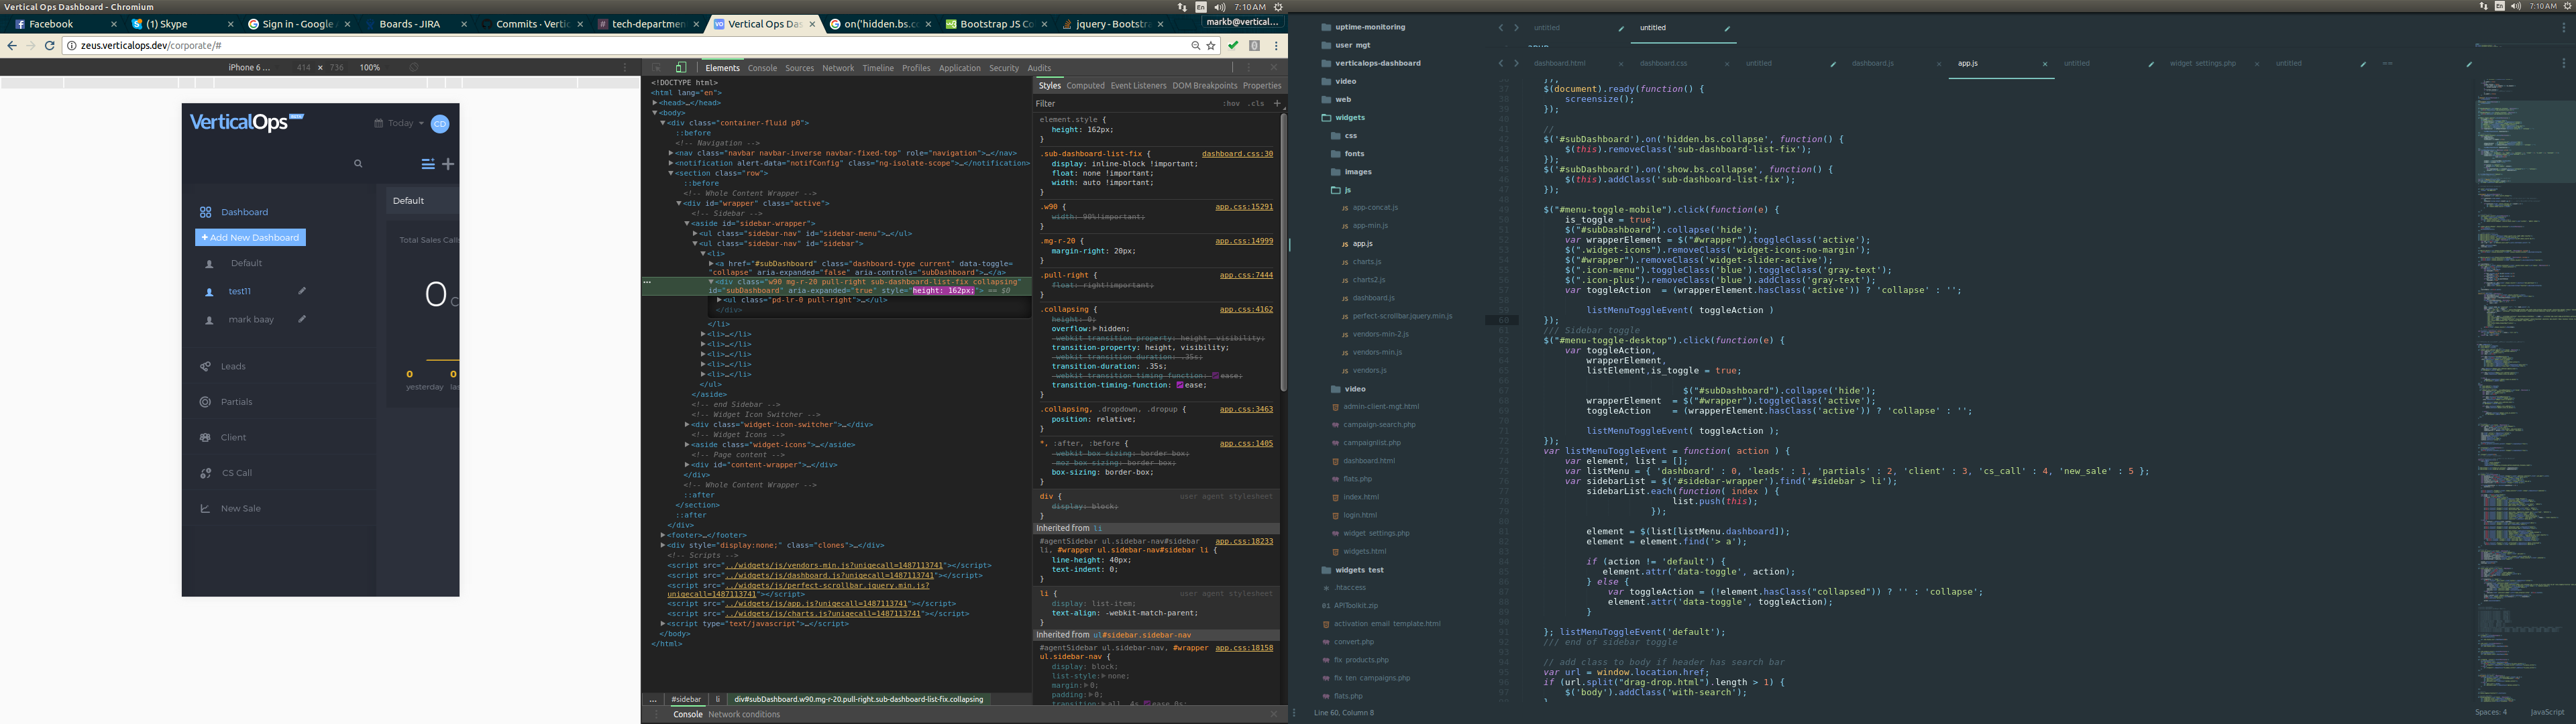 Vertical Ops Dashboard - Chromium
7:10 AM
Facebook
(1) Skype
Sign in - Google
Boards - JIRA
Commits · Vertic
tech-departmen
Vertical Ops Das
on('hidden.bs.c
Bootstrap JS Co
jquery - Bootstra
markb@vertical...
zeus.verticalops.dev/corporate/#
iPhone 6 ...
414 × 736
100%
VerticalOps
Today
CD
Dashboard
+ Add New Dashboard
Default
test11
mark baay
Leads
Partials
Client
CS Call
New Sale
Default
Total Sales Calls
0
0
yesterday
0
Elements Console Sources Network Timeline Profiles Application Security Audits
<!DOCTYPE html>
<html lang="en">
<head>…</head>
<body>
<div class="container-fluid p0">
::before
<!-- Navigation -->
<nav class="navbar navbar-inverse navbar-fixed-top" role="navigation">…</nav>
<notification alert-data="notifConfig" class="ng-isolate-scope">…</notification>
<section class="row">
::before
<!-- Whole Content Wrapper -->
<div id="wrapper" class="active">
<!-- Sidebar -->
<aside id="sidebar-wrapper">
<ul class="sidebar-nav" id="sidebar-menu">…</ul>
<ul class="sidebar-nav" id="sidebar">
<li>
<a href="#subDashboard" class="dashboard-type current" data-toggle=
"collapse" aria-expanded="false" aria-controls="subDashboard">…</a>
<div class="w90 mg-r-20 pull-right sub-dashboard-list-fix collapsing"
id="subDashboard" aria-expanded="true" style="height: 162px;"> == $0
<ul class="pd-lr-0 pull-right">…</ul>
</div>
</li>
<li>…</li>
<li>…</li>
<li>…</li>
<li>…</li>
<li>…</li>
</ul>
</aside>
<!-- end Sidebar -->
<!-- Widget Icon Switcher -->
<div class="widget-icon-switcher">…</div>
<!-- Widget Icons -->
<aside class="widget-icons">…</aside>
<!-- Page content -->
<div id="content-wrapper">…</div>
</div>
<!-- Whole Content Wrapper -->
::after
</section>
::after
</div>
<footer>…</footer>
<div style="display:none;" class="clones">…</div>
<!-- Scripts -->
<script src="../widgets/js/vendors-min.js?uniqecall=1487113741"></script>
<script src="../widgets/js/dashboard.js?uniqecall=1487113741"></script>
<script src="../widgets/js/perfect-scrollbar.jquery.min.js?
uniqecall=1487113741"></script>
<script src="../widgets/js/app.js?uniqecall=1487113741"></script>
<script src="../widgets/js/charts.js?uniqecall=1487113741"></script>
<script type="text/javascript">…</script>
</body>
</html>
... #sidebar li div#subDashboard.w90.mg-r-20.pull-right.sub-dashboard-list-fix.collapsing
Console Network conditions
Styles Computed Event Listeners DOM Breakpoints Properties
Filter :hov .cls +
element.style {
height: 162px;
}
.sub-dashboard-list-fix { dashboard.css:30
display: inline-block !important;
float: none !important;
width: auto !important;
}
.w90 { app.css:15291
width: 90%!important;
}
.mg-r-20 { app.css:14999
margin-right: 20px;
}
.pull-right { app.css:7444
float: right!important;
}
.collapsing { app.css:4162
height: 0;
overflow: hidden;
-webkit-transition-property: height, visibility;
transition-property: height, visibility;
-webkit-transition-duration: .35s;
transition-duration: .35s;
-webkit-transition-timing-function: ease;
transition-timing-function: ease;
}
.collapsing, .dropdown, .dropup { app.css:3463
position: relative;
}
*, :after, :before { app.css:1405
-webkit-box-sizing: border-box;
-moz-box-sizing: border-box;
box-sizing: border-box;
}
div { user agent stylesheet
display: block;
}
Inherited from li
#agentSidebar ul.sidebar-nav#sidebar app.css:18233
li, #wrapper ul.sidebar-nav#sidebar li {
line-height: 40px;
text-indent: 0;
}
li { user agent stylesheet
display: list-item;
text-align: -webkit-match-parent;
}
Inherited from ul#sidebar.sidebar-nav
#agentSidebar ul.sidebar-nav, #wrapper app.css:18158
ul.sidebar-nav {
display: block;
list-style: none;
margin: 0;
padding: 0;
transition: all .4s ease 0s;
7:10 AM
uptime-monitoring
user mgt
verticalops-dashboard
video
web
widgets
css
fonts
images
js
app-concat.js
app-min.js
app.js
charts.js
charts2.js
dashboard.js
perfect-scrollbar.jquery.min.js
vendors-min-2.js
vendors-min.js
vendors.js
video
admin-client-mgt.html
campaign-search.php
campaignlist.php
dashboard.html
flats.php
index.html
login.html
widget settings.php
widgets.html
widgets test
.htaccess
APIToolkit.zip
activation email template.html
convert.php
fix products.php
fix ten campaigns.php
flats.php
untitled untitled
dashboard.html dashboard.css untitled dashboard.js app.js untitled widget settings.php untitled ==
});
$(document).ready(function() {
screensize();
});
//
$('#subDashboard').on('hidden.bs.collapse', function() {
$(this).removeClass('sub-dashboard-list-fix');
});
$('#subDashboard').on('show.bs.collapse', function() {
$(this).addClass('sub-dashboard-list-fix');
});
$("#menu-toggle-mobile").click(function(e) {
is_toggle = true;
$("#subDashboard").collapse('hide');
var wrapperElement = $("#wrapper").toggleClass('active');
$(".widget-icons").removeClass('widget-icons-no-margin');
$("#wrapper").removeClass('widget-slider-active');
$(".icon-menu").toggleClass('blue').toggleClass('gray-text');
$(".icon-plus").removeClass('blue').addClass('gray-text');
var toggleAction = (wrapperElement.hasClass('active')) ? 'collapse' : '';
listMenuToggleEvent( toggleAction )
});
/// Sidebar toggle
$("#menu-toggle-desktop").click(function(e) {
var toggleAction,
wrapperElement,
listElement,is_toggle = true;
$("#subDashboard").collapse('hide');
wrapperElement = $("#wrapper").toggleClass('active');
toggleAction = (wrapperElement.hasClass('active')) ? 'collapse' : '';
listMenuToggleEvent( toggleAction );
});
var listMenuToggleEvent = function( action ) {
var element, list = [];
var listMenu = { 'dashboard' : 0, 'leads' : 1, 'partials' : 2, 'client' : 3, 'cs_call' : 4, 'new_sale' : 5 };
var sidebarList = $('#sidebar-wrapper').find('#sidebar > li');
sidebarList.each(function( index ) {
list.push(this);
});
element = $(list[listMenu.dashboard]);
element = element.find('> a');
if (action != 'default') {
element.attr('data-toggle', action);
} else {
var toggleAction = (!element.hasClass("collapsed")) ? '' : 'collapse';
element.attr('data-toggle', toggleAction);
}
}; listMenuToggleEvent('default');
/// end of sidebar toggle
// add class to body if header has search bar
var url = window.location.href;
if (url.split("drag-drop.html").length > 1) {
$('body').addClass('with-search');
Line 60, Column 8
Spaces: 4
JavaScript